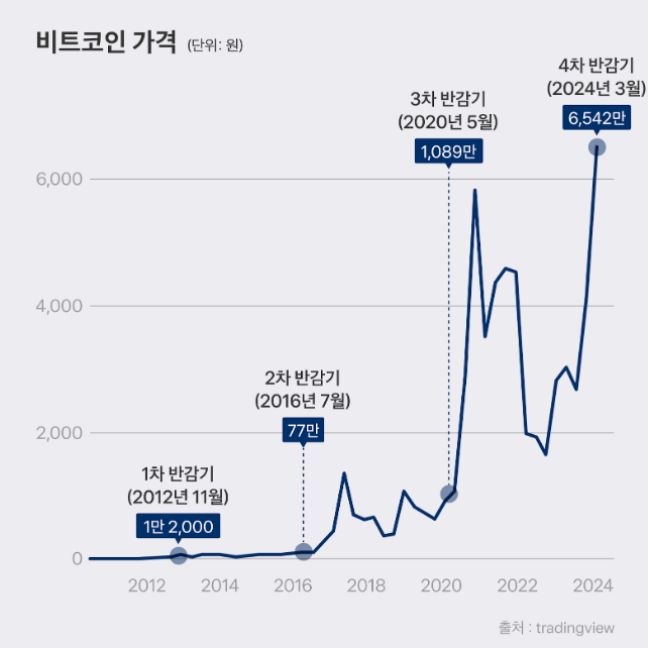 비트코인 가격 (단위: 원)
4차 반감기
(2024년 3월)
6,542만
3차 반감기
(2020년 5월)
1,089만
6,000
4,000
2차 반감기
(2016년 7월)
77만
2,000
1차 반감기
(2012년 11월)
1만 2,000
0
2012 2014 2016 2018 2020 2022 2024
출처 : tradingview